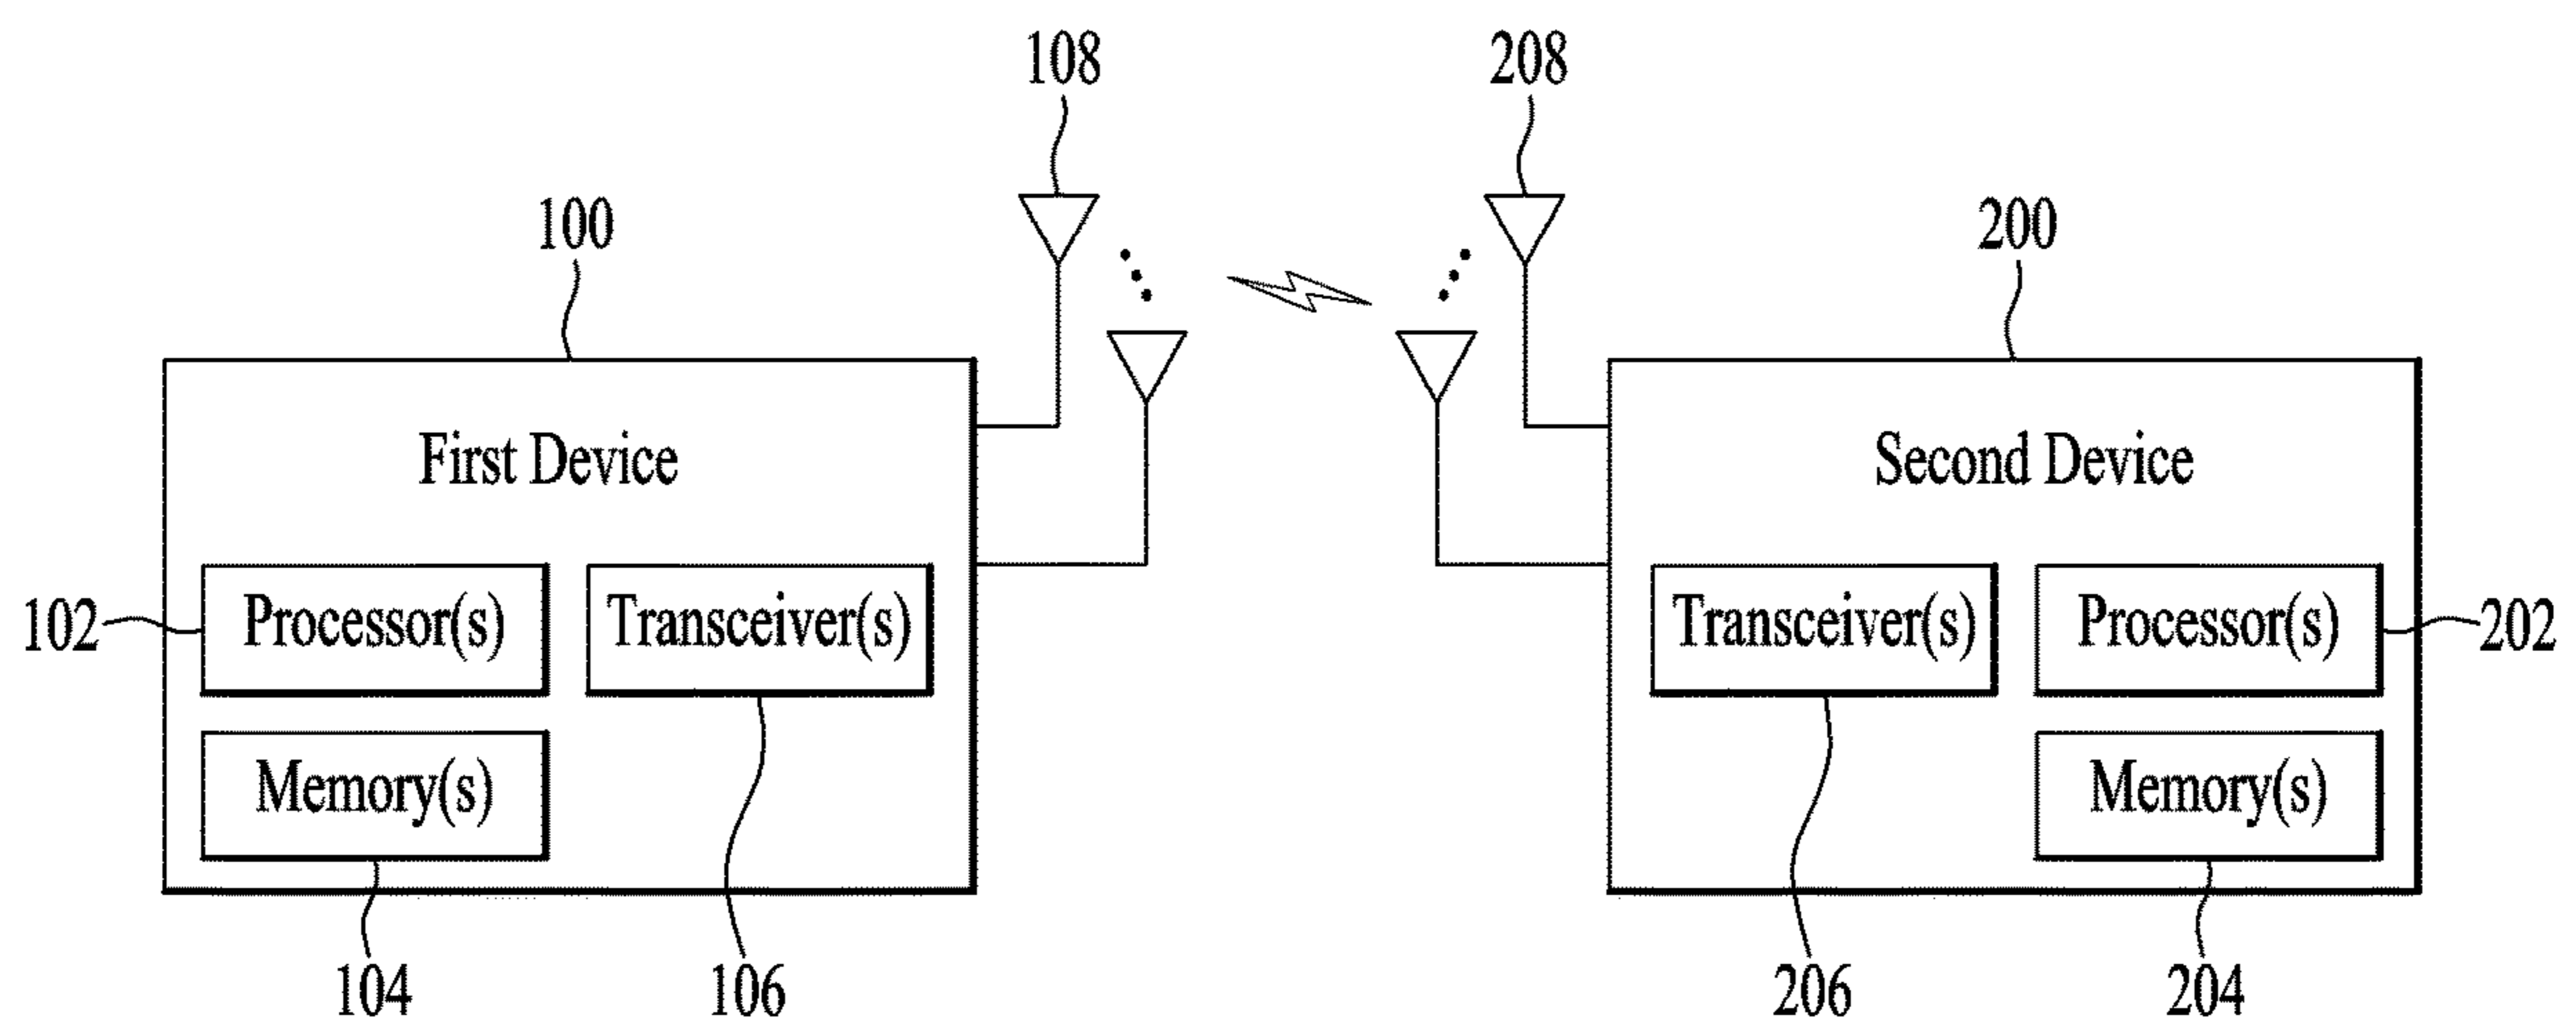 108 208
100 200
First Device Second Device
102 Processor(s) Transceiver(s) Transceiver(s) Processor(s) 202
Memory(s) Memory(s)
104 106 206 204